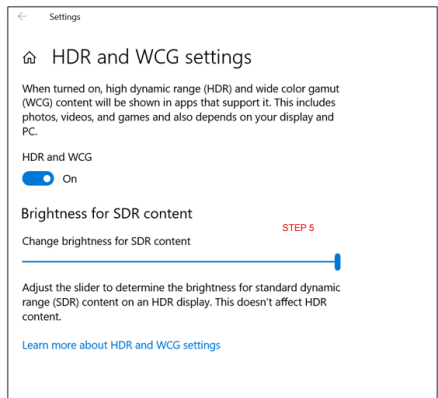 Settings
HDR and WCG settings
When turned on, high dynamic range (HDR) and wide color gamut
(WCG) content will be shown in apps that support it. This includes
photos, videos, and games and also depends on your display and
PC.
HDR and WCG
On
Brightness for SDR content
STEP 5
Change brightness for SDR content
Adjust the slider to determine the brightness for standard dynamic
range (SDR) content on an HDR display. This doesn't affect HDR
content.
Learn more about HDR and WCG settings